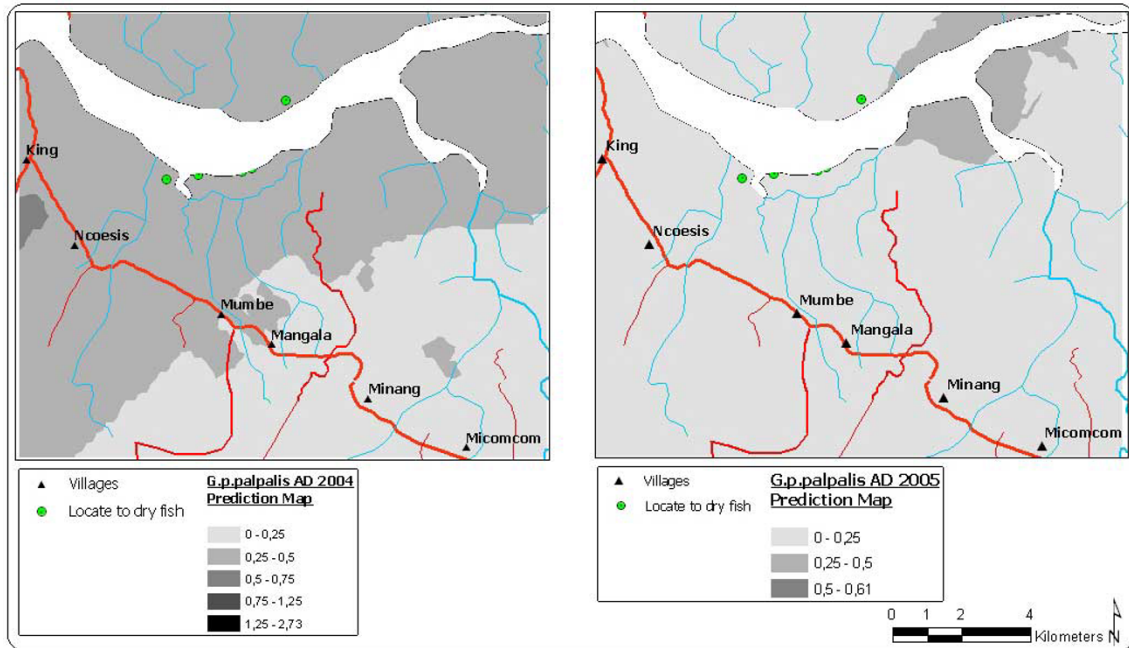 King
Ncoesis
Mumbe
Mangala
Minang
Micomcom
King
Ncoesis
Mumbe
Mangala
Minang
Micomcom
Villages
Locate to dry fish
G.p.palpalis AD 2004
Prediction Map
0 - 0,25
0,25 - 0,5
0,5 - 0,75
0,75 - 1,25
1,25 - 2,73
Villages
Locate to dry fish
G.p.palpalis AD 2005
Prediction Map
0 - 0,25
0,25 - 0,5
0,5 - 0,61
0 1 2 4
Kilometers
N